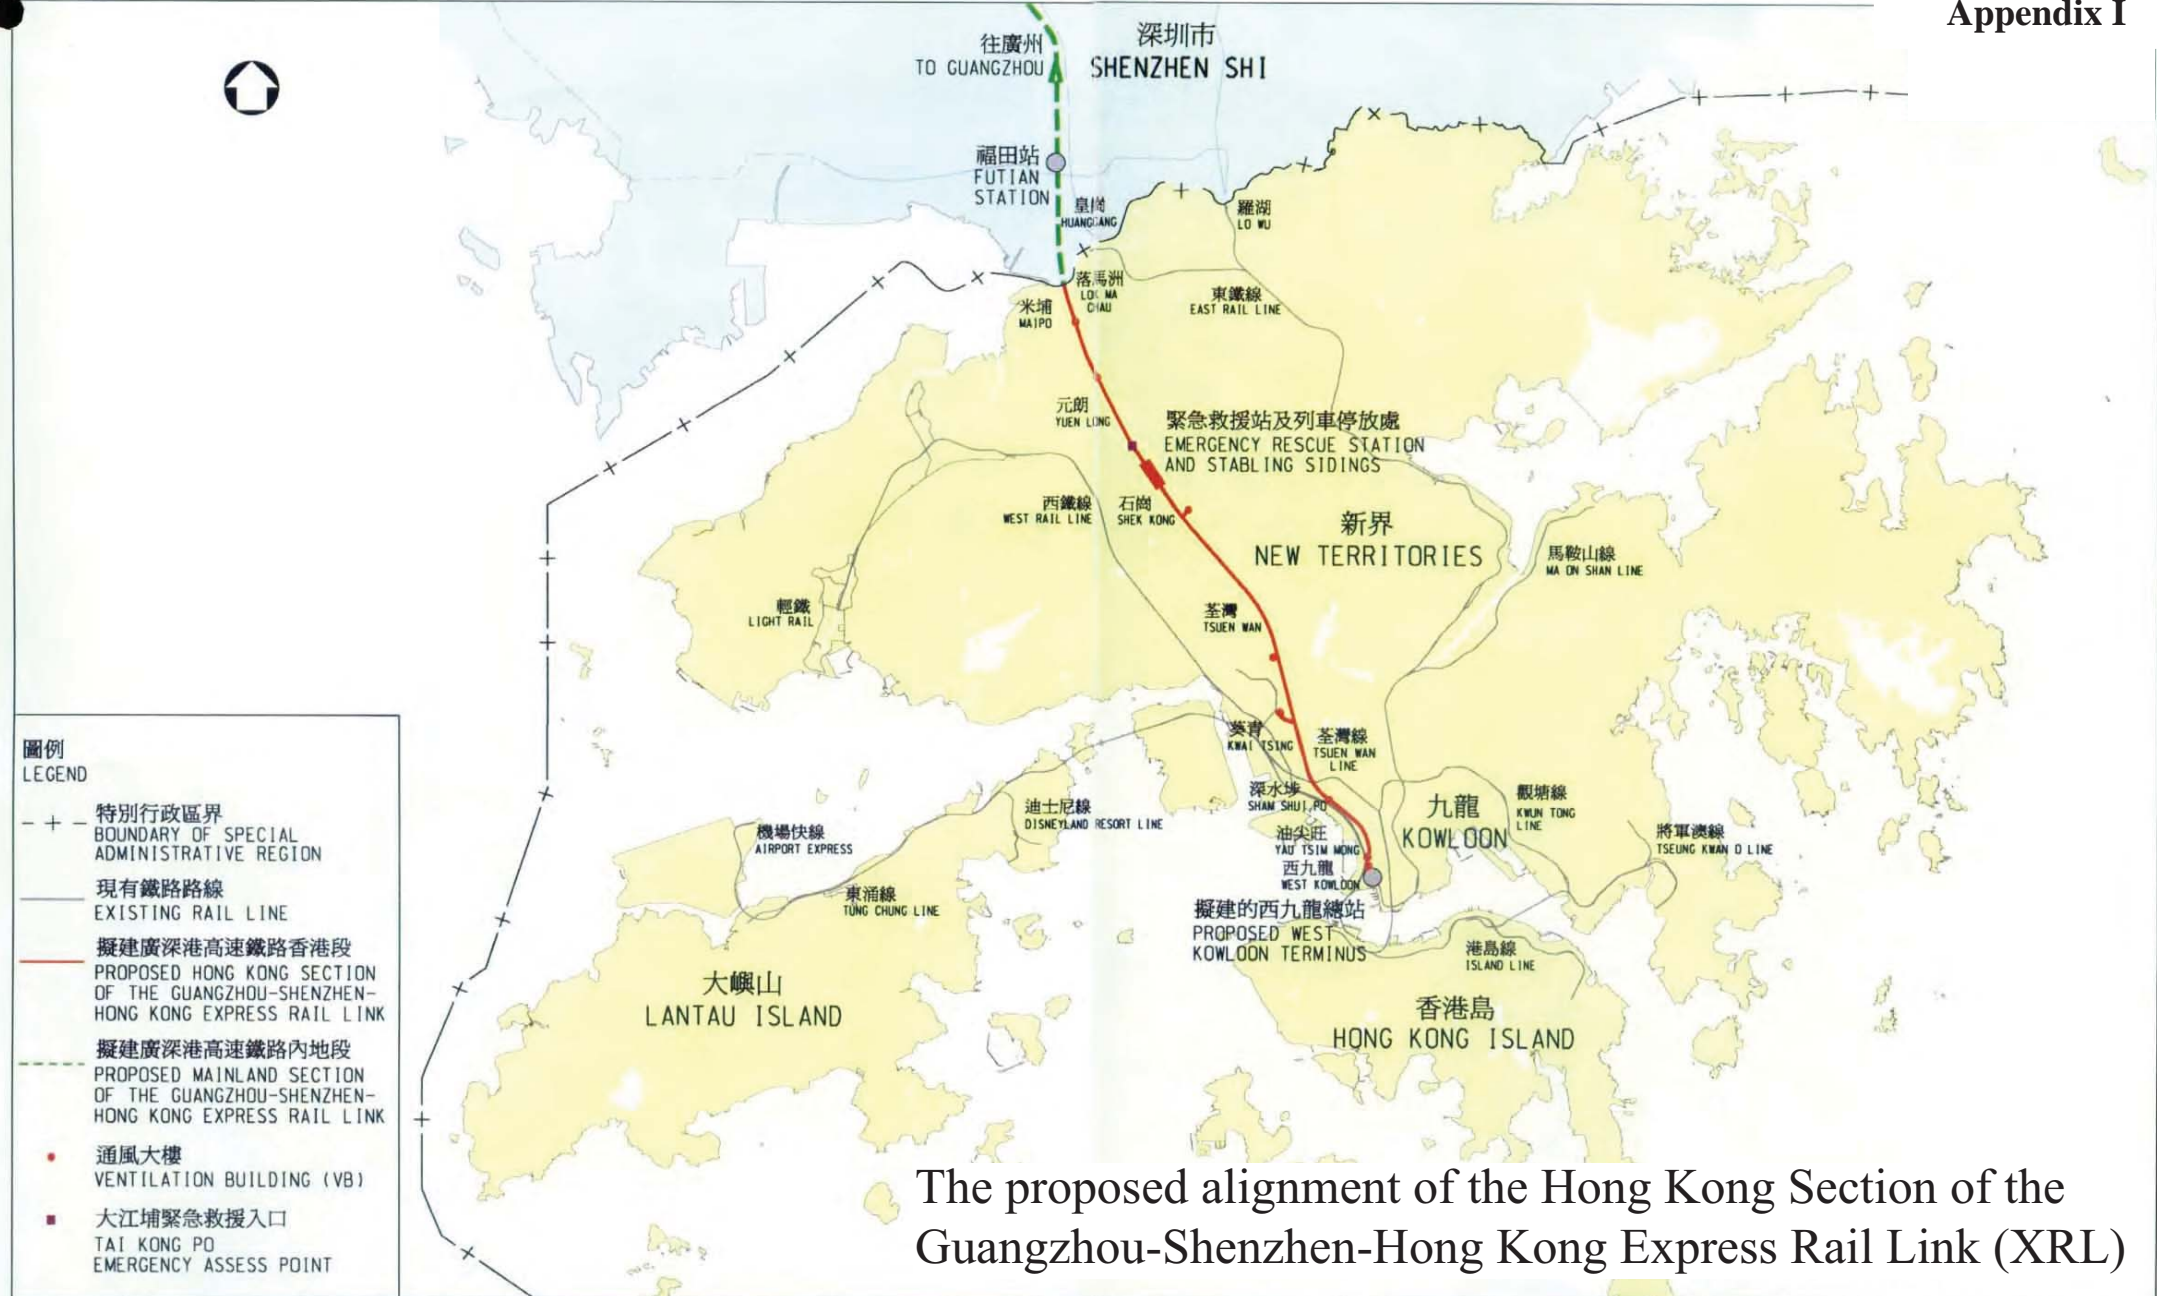 Appendix I
往廣州
TO GUANGZHOU
深圳市
SHENZHEN SHI
福田站
FUTIAN
STATION
皇崗
HUANGGANG
羅湖
LO WU
落馬洲
LOK MA
CHAU
米埔
MAIPO
東鐵線
EAST RAIL LINE
元朗
YUEN LONG
緊急救援站及列車停放處
EMERGENCY RESCUE STATION
AND STABLING SIDINGS
西鐵線
WEST RAIL LINE
石崗
SHEK KONG
新界
NEW TERRITORIES
馬鞍山線
MA ON SHAN LINE
輕鐵
LIGHT RAIL
荃灣
TSUEN WAN
葵青
KWAI TSING
荃灣線
TSUEN WAN
LINE
深水埗
SHAM SHUI PO
迪士尼線
DISNEYLAND RESORT LINE
機場快線
AIRPORT EXPRESS
東涌線
TUNG CHUNG LINE
油尖旺
YAU TSIM MONG
西九龍
WEST KOWLOON
九龍
KOWLOON
觀塘線
KWUN TONG
LINE
將軍澳線
TSEUNG KWAN O LINE
擬建的西九龍總站
PROPOSED WEST
KOWLOON TERMINUS
港島線
ISLAND LINE
大嶼山
LANTAU ISLAND
香港島
HONG KONG ISLAND
圖例
LEGEND
特別行政區界
BOUNDARY OF SPECIAL
ADMINISTRATIVE REGION
現有鐵路路線
EXISTING RAIL LINE
擬建廣深港高速鐵路香港段
PROPOSED HONG KONG SECTION
OF THE GUANGZHOU-SHENZHEN-
HONG KONG EXPRESS RAIL LINK
擬建廣深港高速鐵路內地段
PROPOSED MAINLAND SECTION
OF THE GUANGZHOU-SHENZHEN-
HONG KONG EXPRESS RAIL LINK
通風大樓
VENTILATION BUILDING (VB)
大江埔緊急救援入口
TAI KONG PO
EMERGENCY ASSESS POINT
The proposed alignment of the Hong Kong Section of the
Guangzhou-Shenzhen-Hong Kong Express Rail Link (XRL)